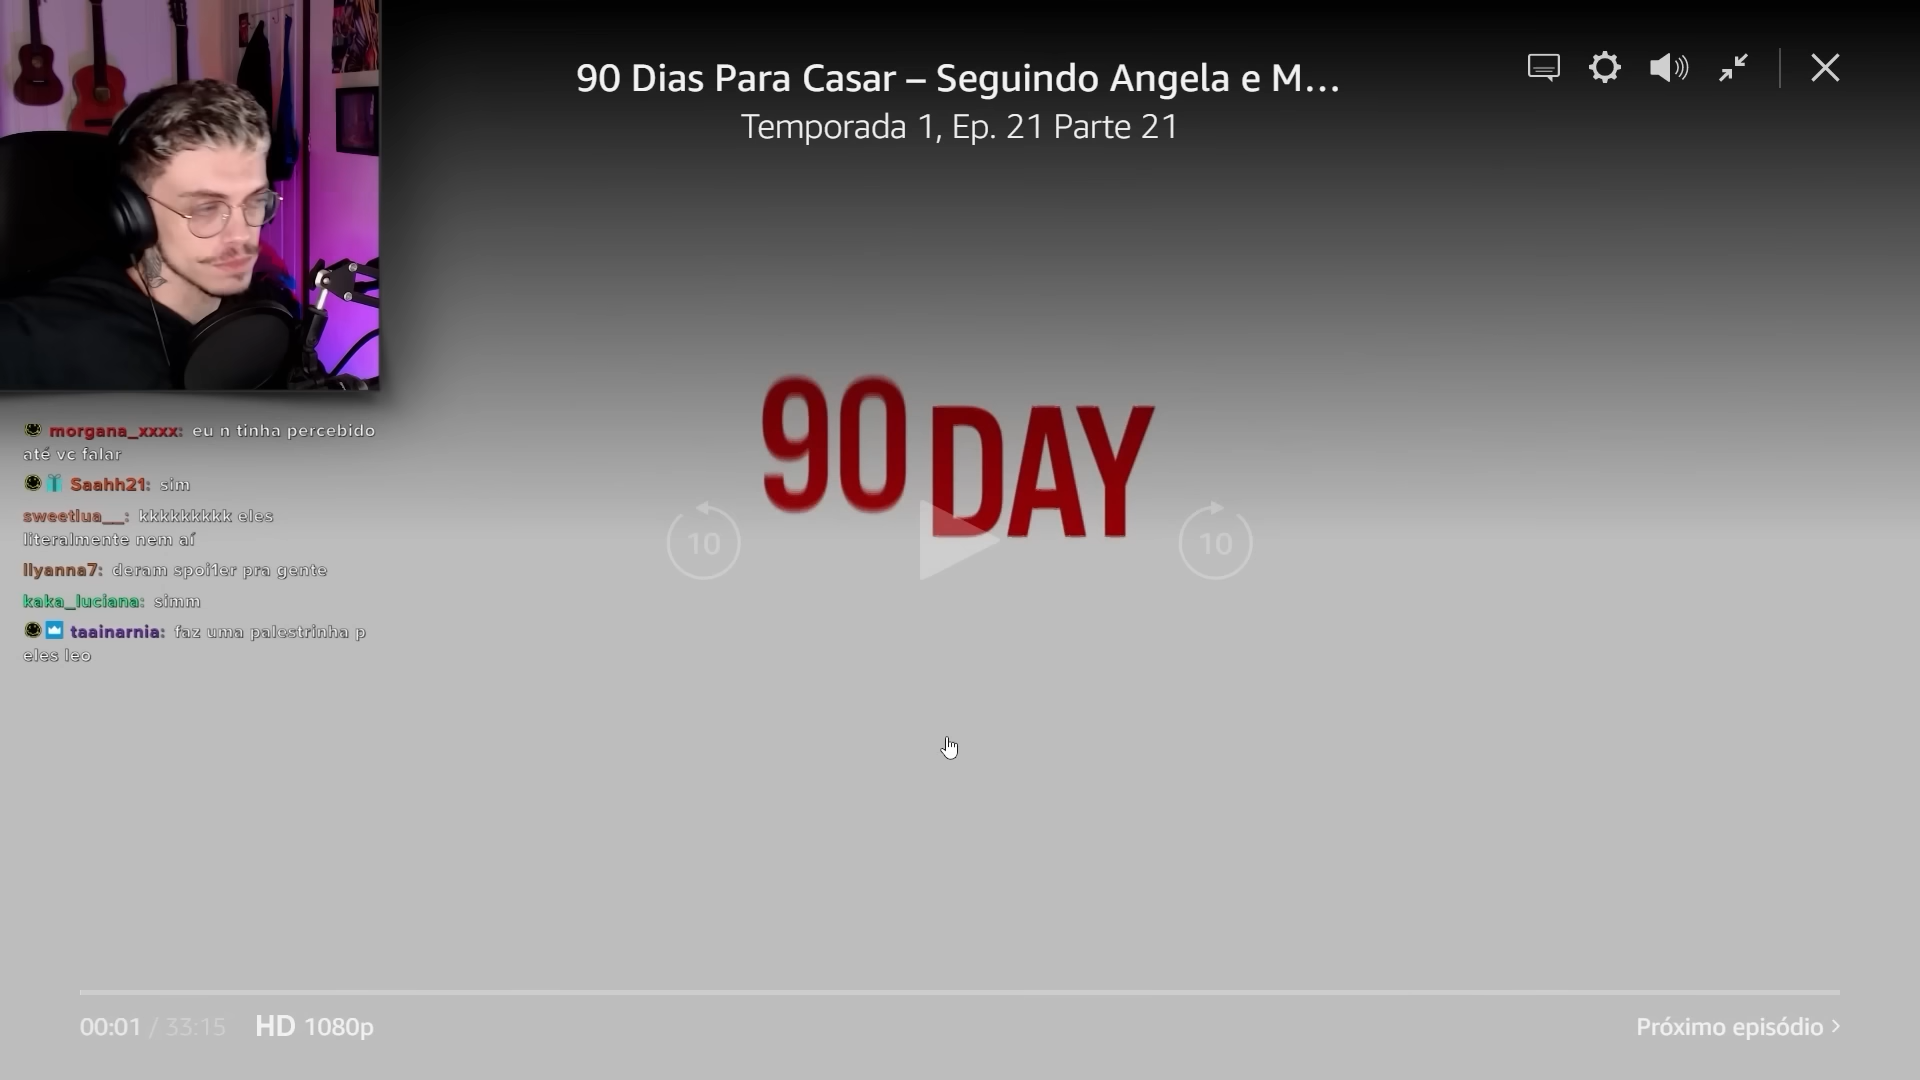 90 Dias Para Casar – Seguindo Angela e M...
Temporada 1, Ep. 21 Parte 21
morgana_xxxx: eu n tinha percebido
até vc falar
Saahh21: sim
sweetlua__: kkkkkkkkk eles
literalmente nem aí
llyanna7: deram spoi1er pra gente
kaka_luciana: simm
taainarnia: faz uma palestrinha p
eles leo
90 DAY
10
10
00:01 / 33:15 HD 1080p
Próximo episódio